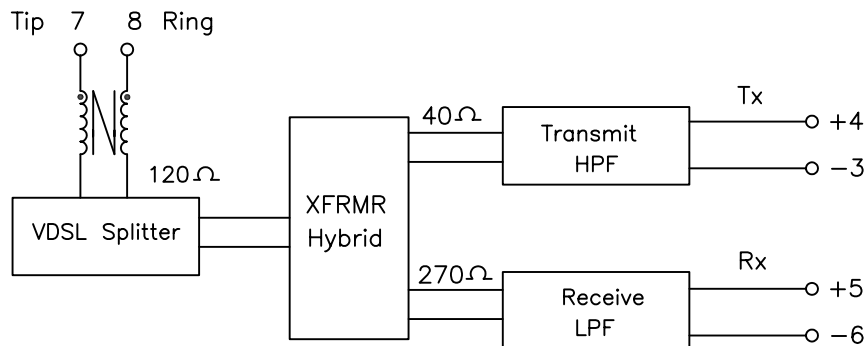 Tip 7 8 Ring
120Ω
VDSL Splitter
XFRMR
Hybrid
40Ω
Transmit
HPF
Tx
+4
−3
270Ω
Receive
LPF
Rx
+5
−6